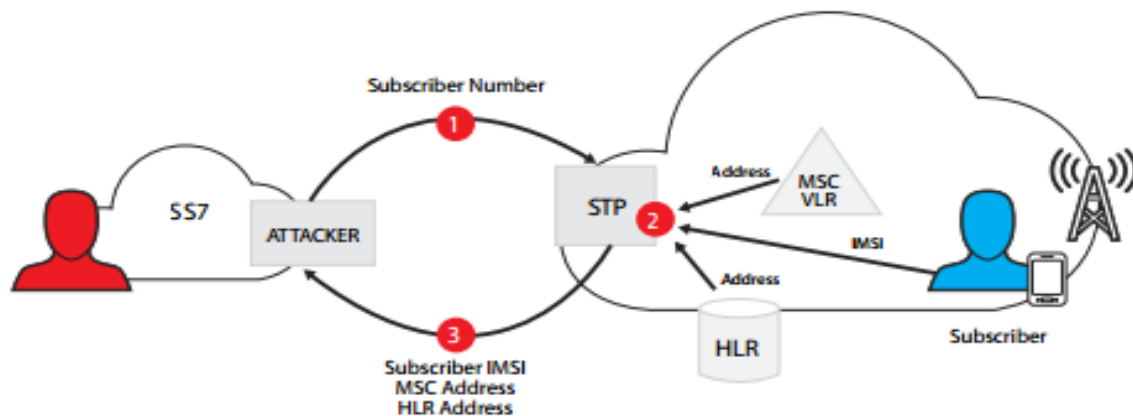 Subscriber Number
1
SS7
ATTACKER
STP
2
Address
MSC
VLR
IMSI
Address
HLR
Subscriber
3
Subscriber IMSI
MSC Address
HLR Address